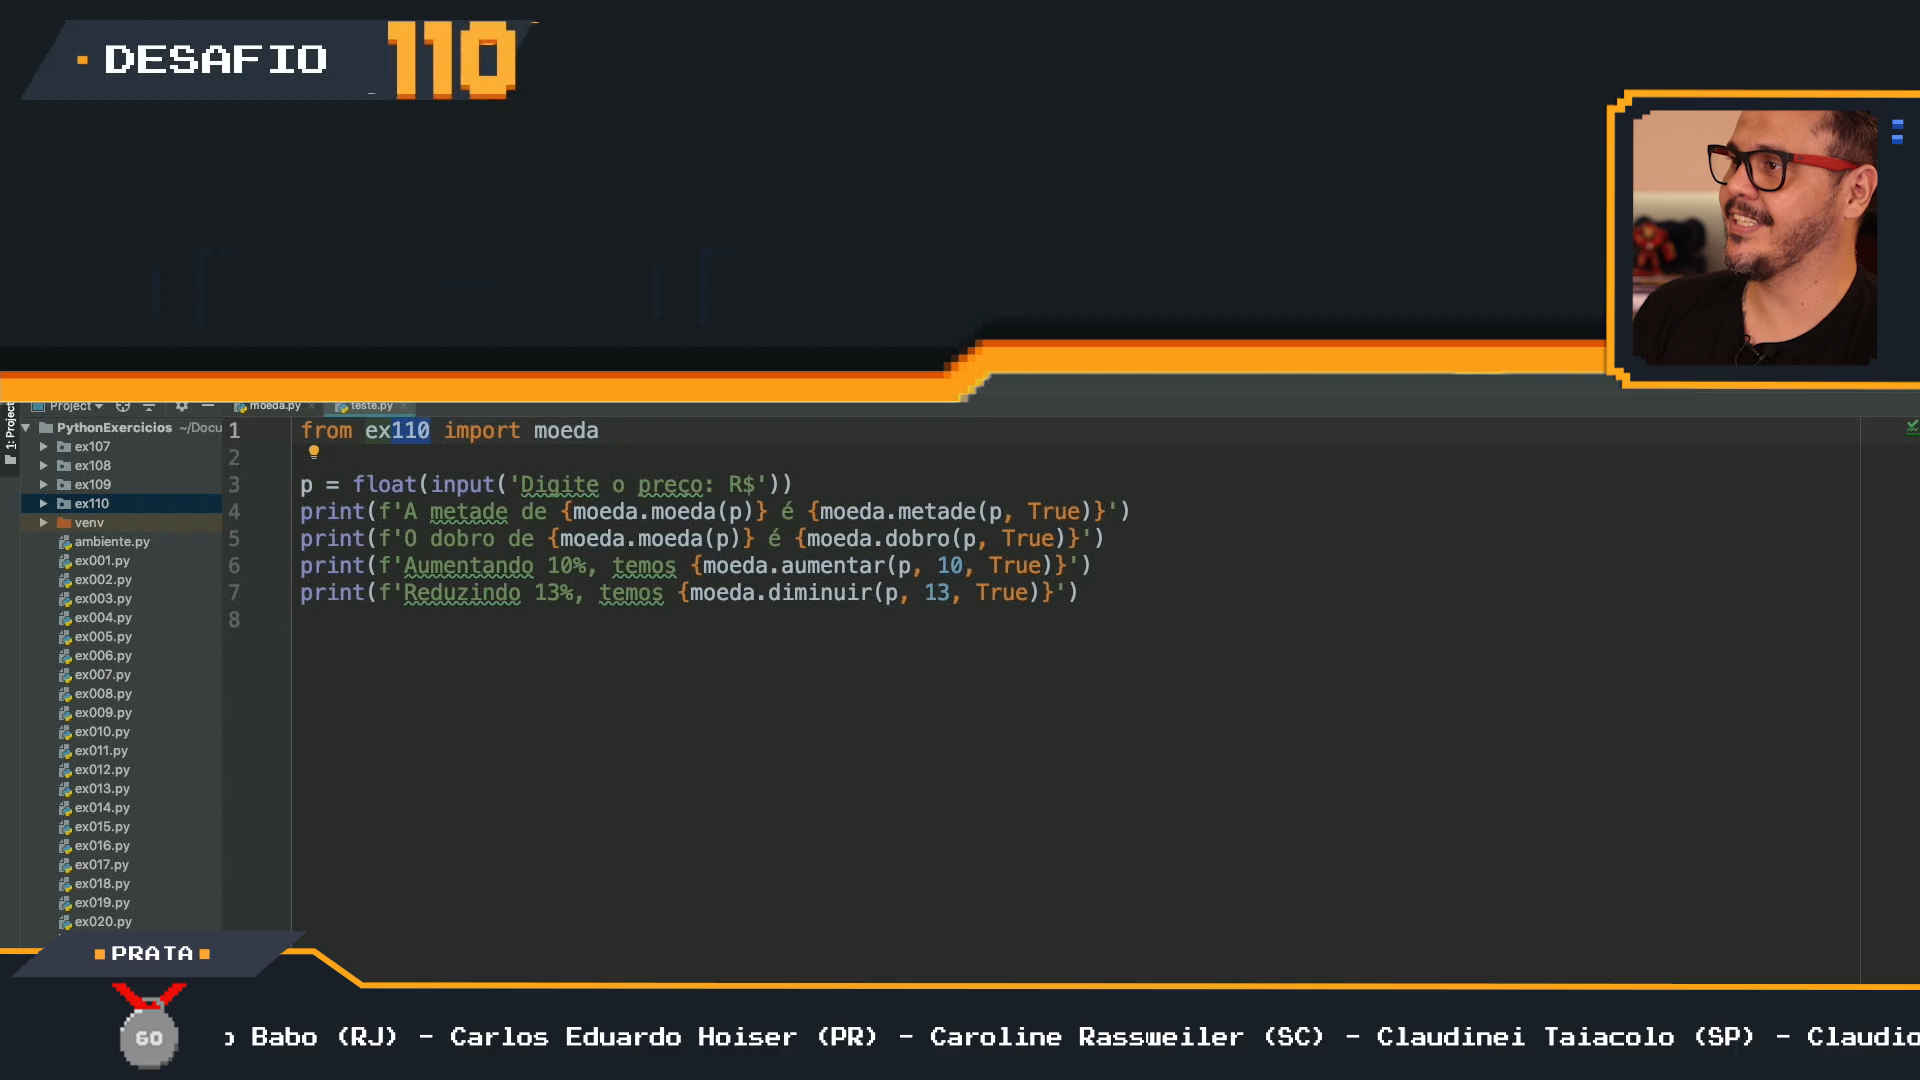 DESAFIO 110
Project
moeda.py
teste.py
1: Project
PythonExercicios ~/Docu
ex107
ex108
ex109
ex110
venv
ambiente.py
ex001.py
ex002.py
ex003.py
ex004.py
ex005.py
ex006.py
ex007.py
ex008.py
ex009.py
ex010.py
ex011.py
ex012.py
ex013.py
ex014.py
ex015.py
ex016.py
ex017.py
ex018.py
ex019.py
ex020.py
1 from ex110 import moeda
2
3 p = float(input('Digite o preço: R$'))
4 print(f'A metade de {moeda.moeda(p)} é {moeda.metade(p, True)}')
5 print(f'O dobro de {moeda.moeda(p)} é {moeda.dobro(p, True)}')
6 print(f'Aumentando 10%, temos {moeda.aumentar(p, 10, True)}')
7 print(f'Reduzindo 13%, temos {moeda.diminuir(p, 13, True)}')
8
PRATA
60
Babo (RJ) - Carlos Eduardo Hoiser (PR) - Caroline Rassweiler (SC) - Claudinei Taiacolo (SP) - Claudio